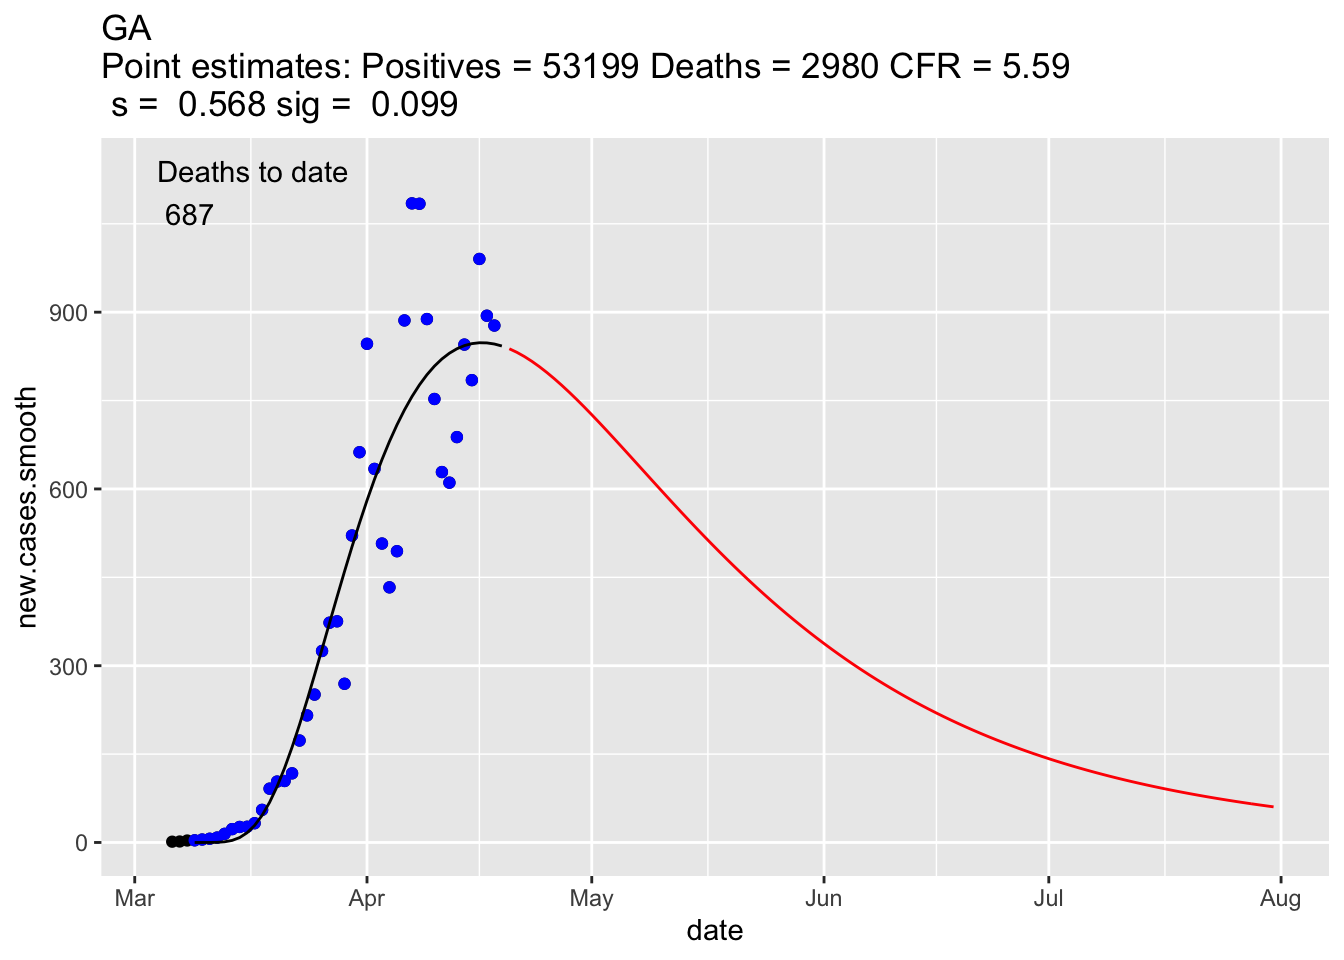 GA
Point estimates: Positives = 53199 Deaths = 2980 CFR = 5.59
s = 0.568 sig = 0.099
Deaths to date
687
900
600
300
0
new.cases.smooth
Mar Apr May Jun Jul Aug
date